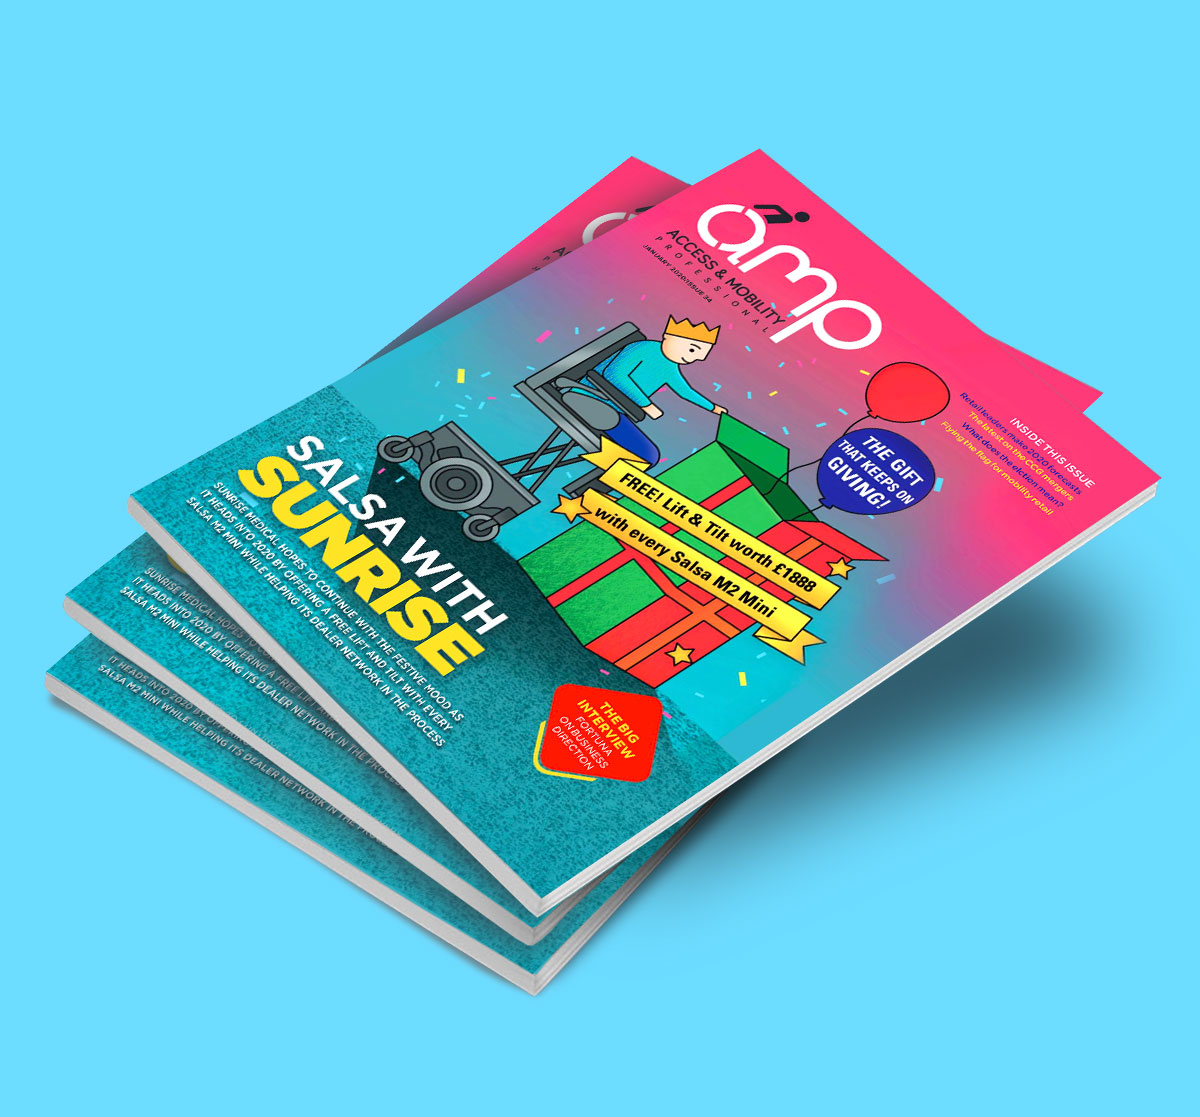 amp
ACCESS & MOBILITY
PROFESSIONAL
JANUARY 2020/ISSUE 34
INSIDE THIS ISSUE
Retail leaders make 2020 forecasts
The latest on the CCG mergers
What does the elction mean?
Flying the flag for mobility retail
THE GIFT
THAT KEEPS ON
GIVING!
FREE! Lift & Tilt worth £1888
with every Salsa M2 Mini
SALSA WITH
SUNRISE
SUNRISE MEDICAL HOPES TO CONTINUE WITH THE FESTIVE MOOD AS
IT HEADS INTO 2020 BY OFFERING A FREE LIFT AND TILT WITH EVERY
SALSA M2 MINI WHILE HELPING ITS DEALER NETWORK IN THE PROCESS
THE BIG
INTERVIEW
FORTUNA
ON BUSINESS
DIRECTION
SUNRISE MEDICAL HOPES TO
IT HEADS INTO 2020 BY OFFERING A FREE
SALSA M2 MINI WHILE HELPING ITS DEALER NETWORK IN THE
IT HEADS INTO 2020 BY
SALSA M2 MINI WHILE HELPING ITS DEALER NETWORK IN THE